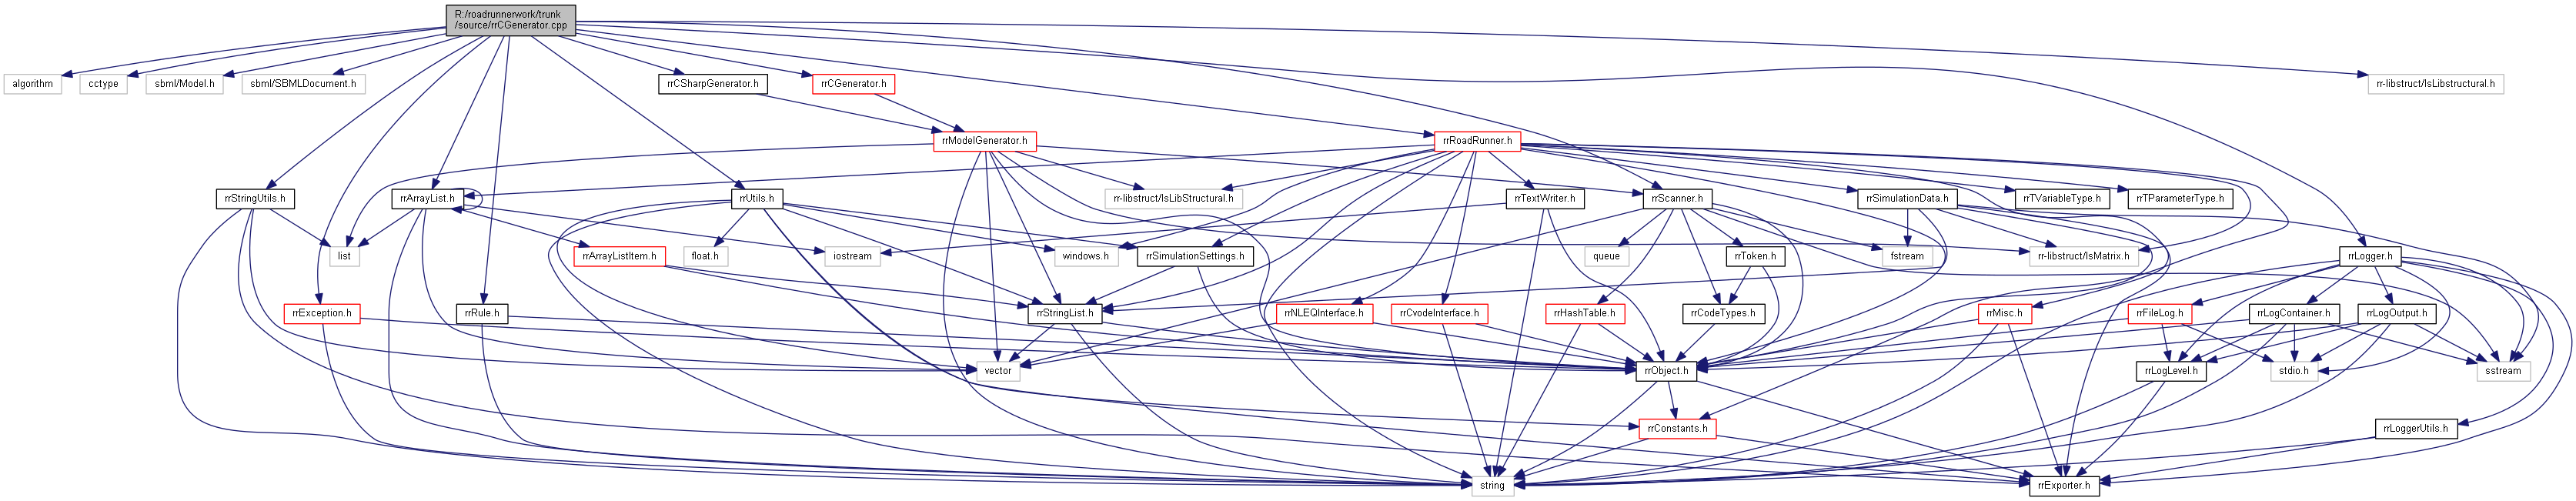 R:/roadrunnerwork/trunk
/source/rrCGenerator.cpp
algorithm
cctype
sbml/Model.h
sbml/SBMLDocument.h
rrCSharpGenerator.h
rrCGenerator.h
rr-libstruct/lsLibstructural.h
rrModelGenerator.h
rrRoadRunner.h
rrStringUtils.h
rrArrayList.h
rrUtils.h
rr-libstruct/lsLibStructural.h
rrTextWriter.h
rrScanner.h
rrSimulationData.h
rrTVariableType.h
rrTParameterType.h
list
rrArrayListItem.h
float.h
iostream
windows.h
rrSimulationSettings.h
queue
rrToken.h
fstream
rr-libstruct/lsMatrix.h
rrLogger.h
rrException.h
rrRule.h
rrStringList.h
rrNLEQInterface.h
rrCvodeInterface.h
rrHashTable.h
rrCodeTypes.h
rrMisc.h
rrFileLog.h
rrLogContainer.h
rrLogOutput.h
vector
rrObject.h
rrLogLevel.h
stdio.h
sstream
rrConstants.h
rrLoggerUtils.h
string
rrExporter.h